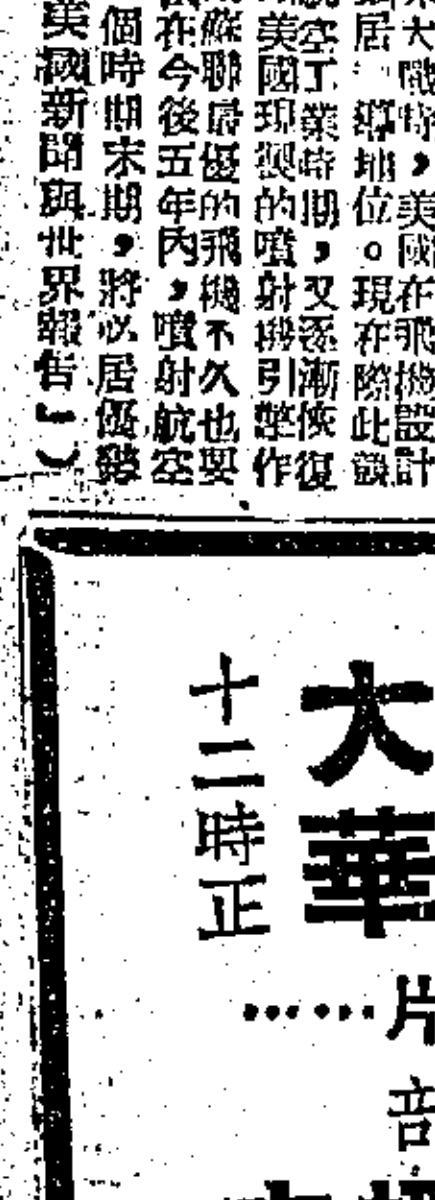 大戰時，美國在飛機設計
居　導地位。現在際此競
空工業時期，又逐漸恢復
美國現製的噴射機引擎作
蘇聯最優的飛機不久也要
在今後五年內，噴射航空
個時期末期，將必居優勢
美國新聞與世界報告」）
大華
十二時正
片……
音